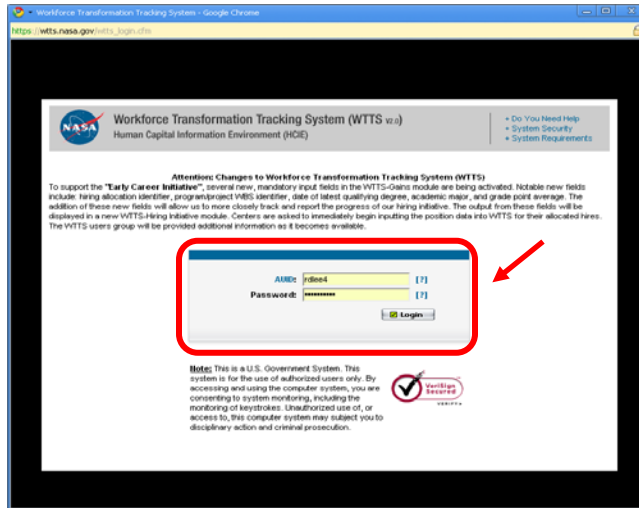 Workforce Transformation Tracking System - Google Chrome
https://wtts.nasa.gov/wtts_login.cfm
NASA
Workforce Transformation Tracking System (WTTS v2.0)
Human Capital Information Environment (HCIE)
+ Do You Need Help
+ System Security
+ System Requirements
Attention: Changes to Workforce Transformation Tracking System (WTTS)
To support the "Early Career Initiative", several new, mandatory input fields in the WTTS-Gains module are being activated. Notable new fields
include: hiring allocation identifier, program/project WBS identifier, date of latest qualifying degree, academic major, and grade point average. The
addition of these new fields will allow us to more closely track and report the progress of our hiring initiative. The output from these fields will be
displayed in a new WTTS-Hiring Initiative module. Centers are asked to immediately begin inputting the position data into WTTS for their allocated hires.
The WTTS users group will be provided additional information as it becomes available.
AUID: rdlee4 [?]
Password: •••••••••• [?]
Login
Note: This is a U.S. Government System. This
system is for the use of authorized users only. By
accessing and using the computer system, you are
consenting to system monitoring, including the
monitoring of keystrokes. Unauthorized use of, or
access to, this computer system may subject you to
disciplinary action and criminal prosecution.
VeriSign
Secured
VERIFY